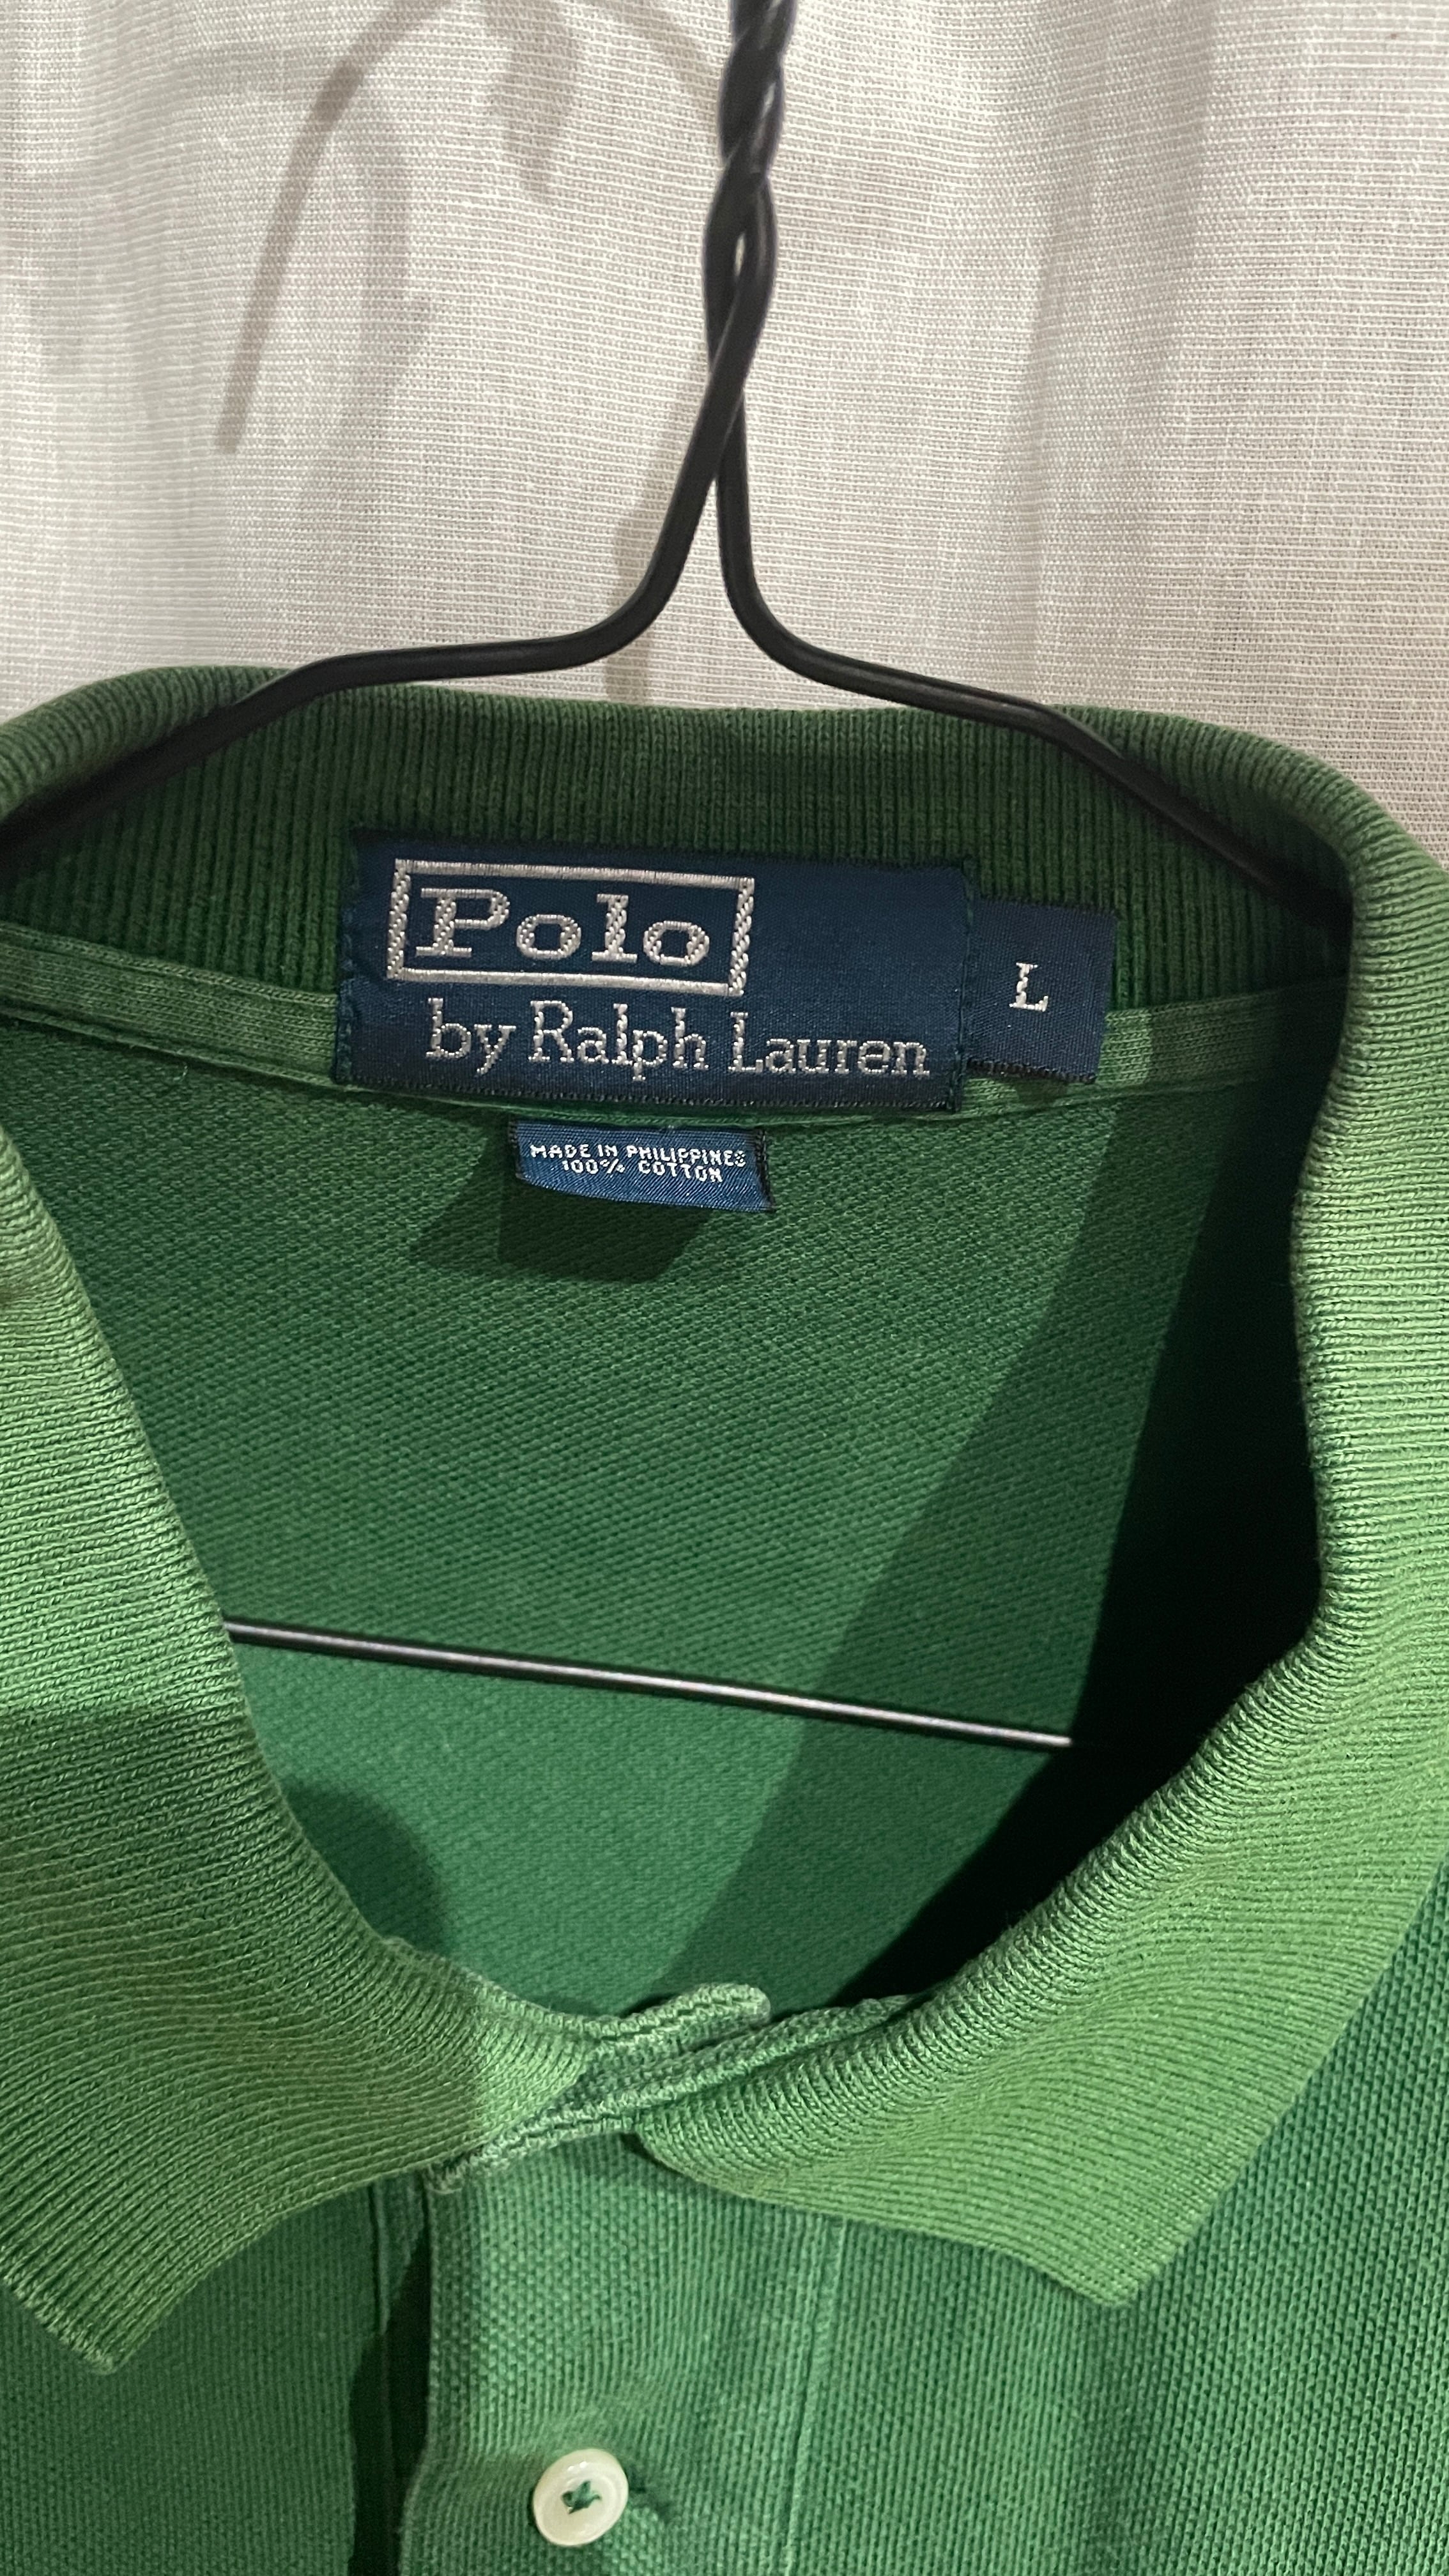 Polo
by Ralph Lauren
L
MADE IN PHILIPPINES
100% COTTON